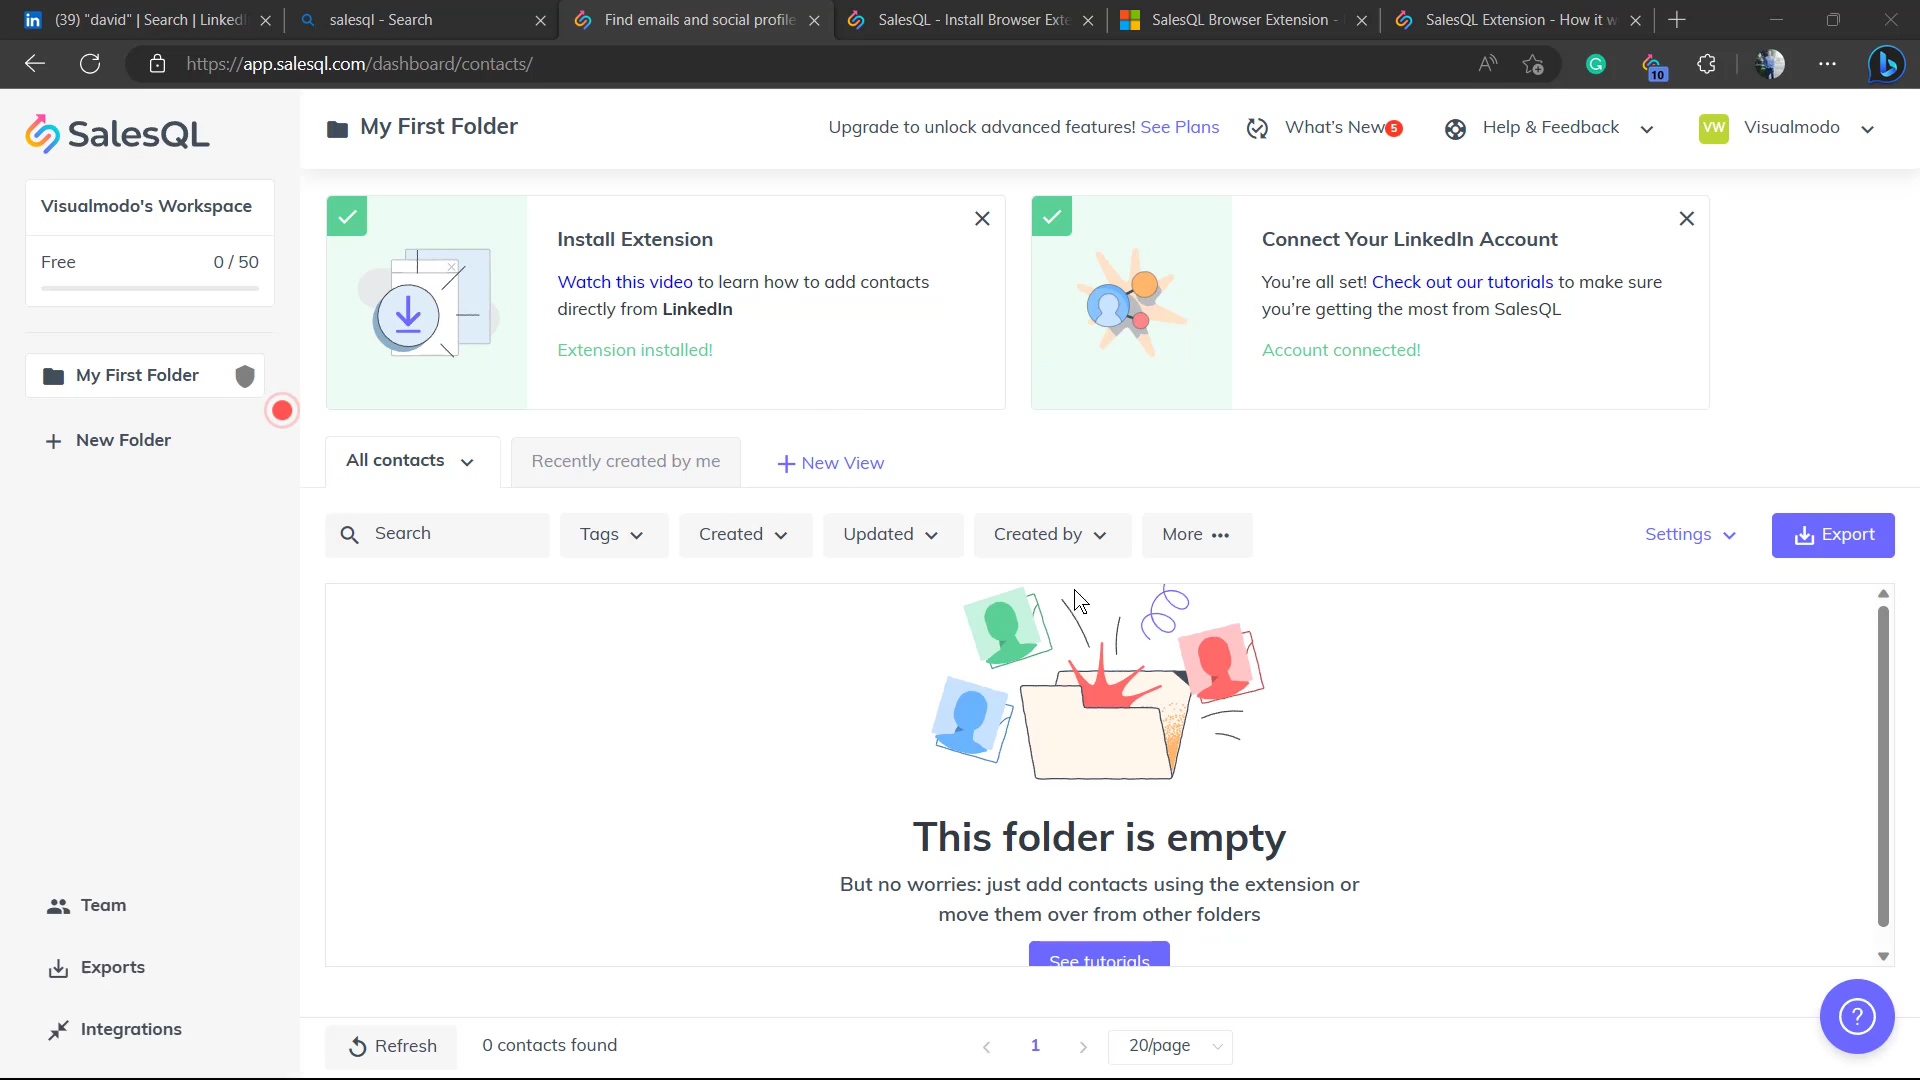 (39) "david" | Search | LinkedI
salesql - Search
Find emails and social profile
SalesQL - Install Browser Exte
SalesQL Browser Extension -
SalesQL Extension - How it w
https://app.salesql.com/dashboard/contacts/
10
SalesQL
My First Folder
Upgrade to unlock advanced features! See Plans
What's New 5
Help & Feedback
VW Visualmodo
Visualmodo's Workspace
Free 0 / 50
My First Folder
New Folder
Team
Exports
Integrations
Install Extension
Watch this video to learn how to add contacts
directly from LinkedIn
Extension installed!
Connect Your LinkedIn Account
You're all set! Check out our tutorials to make sure
you're getting the most from SalesQL
Account connected!
All contacts
Recently created by me
New View
Search
Tags
Created
Updated
Created by
More
Settings
Export
This folder is empty
But no worries: just add contacts using the extension or
move them over from other folders
See tutorials
Refresh
0 contacts found
1
20/page